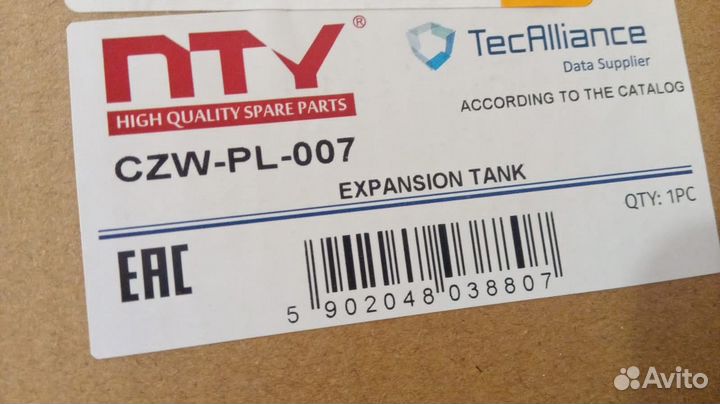 NTY®
HIGH QUALITY SPARE PARTS
TecAlliance
Data Supplier
ACCORDING TO THE CATALOG
CZW-PL-007
EXPANSION TANK
QTY: 1PC
EAC
5 902048 038807
Avito